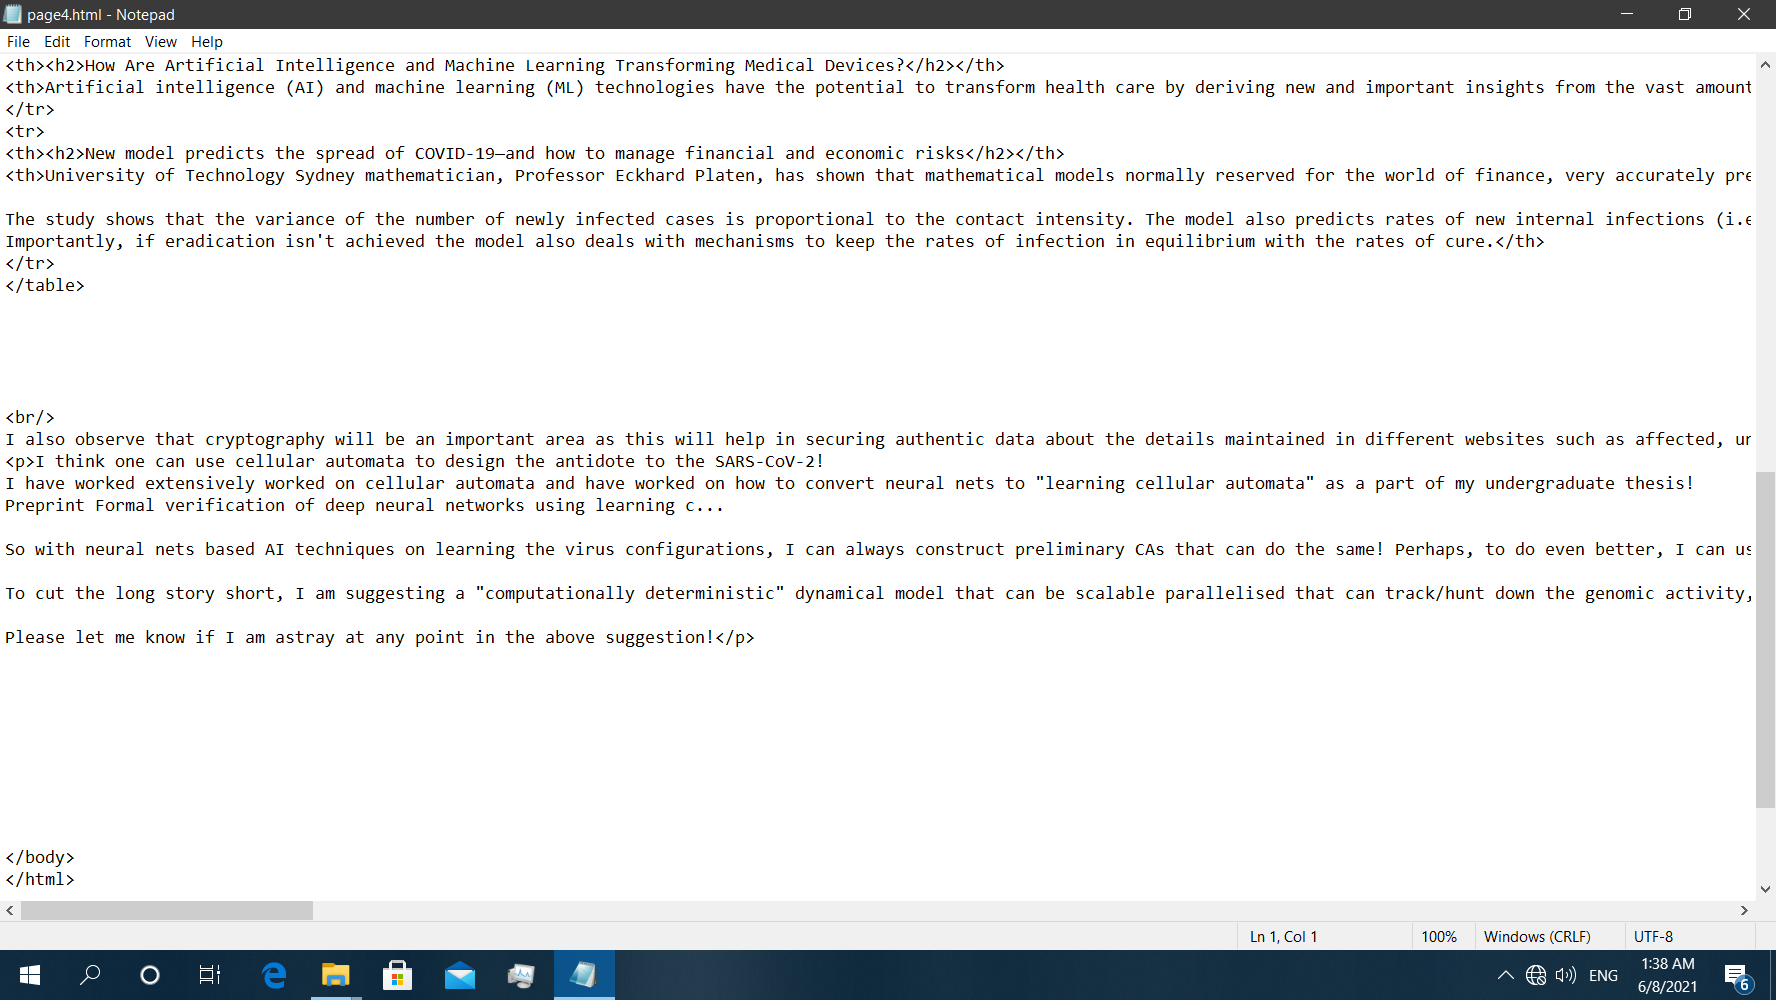 page4.html - Notepad
File Edit Format View Help
<th><h2>How Are Artificial Intelligence and Machine Learning Transforming Medical Devices?</h2></th>
<th>Artificial intelligence (AI) and machine learning (ML) technologies have the potential to transform health care by deriving new and important insights from the vast amount
</tr>
<tr>
<th><h2>New model predicts the spread of COVID-19—and how to manage financial and economic risks</h2></th>
<th>University of Technology Sydney mathematician, Professor Eckhard Platen, has shown that mathematical models normally reserved for the world of finance, very accurately pre
The study shows that the variance of the number of newly infected cases is proportional to the contact intensity. The model also predicts rates of new internal infections (i.e
Importantly, if eradication isn't achieved the model also deals with mechanisms to keep the rates of infection in equilibrium with the rates of cure.</th>
</tr>
</table>
<br/>
I also observe that cryptography will be an important area as this will help in securing authentic data about the details maintained in different websites such as affected, un
<p>I think one can use cellular automata to design the antidote to the SARS-CoV-2!
I have worked extensively worked on cellular automata and have worked on how to convert neural nets to "learning cellular automata" as a part of my undergraduate thesis!
Preprint Formal verification of deep neural networks using learning c...
So with neural nets based AI techniques on learning the virus configurations, I can always construct preliminary CAs that can do the same! Perhaps, to do even better, I can us
To cut the long story short, I am suggesting a "computationally deterministic" dynamical model that can be scalable parallelised that can track/hunt down the genomic activity,
Please let me know if I am astray at any point in the above suggestion!</p>
</body>
</html>
Ln 1, Col 1 100% Windows (CRLF) UTF-8
ENG
1:38 AM
6/8/2021
6